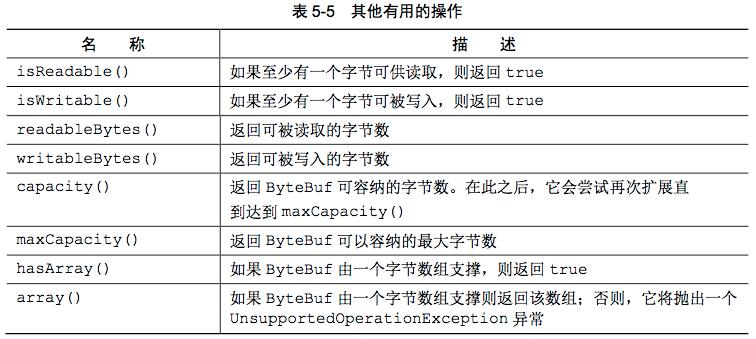 表 5-5 其他有用的操作
名 称 描 述
isReadable() 如果至少有一个字节可供读取，则返回 true
isWritable() 如果至少有一个字节可被写入，则返回 true
readableBytes() 返回可被读取的字节数
writableBytes() 返回可被写入的字节数
capacity() 返回 ByteBuf 可容纳的字节数。在此之后，它会尝试再次扩展直
到达到 maxCapacity()
maxCapacity() 返回 ByteBuf 可以容纳的最大字节数
hasArray() 如果 ByteBuf 由一个字节数组支撑，则返回 true
array() 如果 ByteBuf 由一个字节数组支撑则返回该数组；否则，它将抛出一个
UnsupportedOperationException 异常